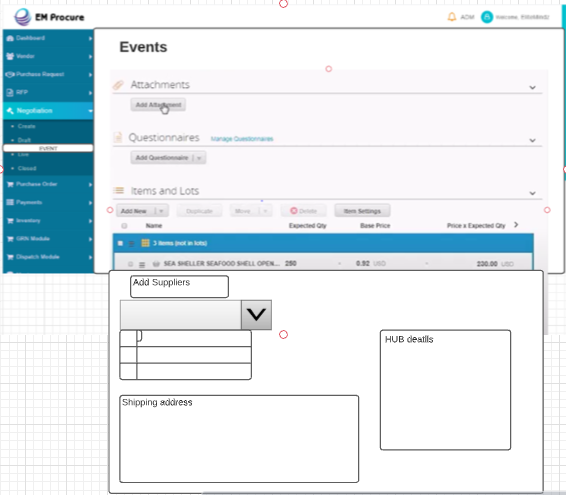 EM Procure
ADM
Welcome,
Dashboard
Vendor
Purchase Request
RFP
Negotiation
Create
Draft
EVENT
Live
Closed
Purchase Order
Payments
Inventory
GRN Module
Dispatch Module
Events
Attachments
Add Attachment
Questionnaires Manage Questionnaires
Add Questionnaire
Items and Lots
Add New Duplicate Move Delete Item Settings
Name Expected Qty Base Price Price x Expected Qty
3 Items (not in lots)
SEA SHELLER SEAFOOD SHELL OPEN... 250 - 0.92 USD - 230.00 USD
Add Suppliers
HUB deatlls
Shipping address